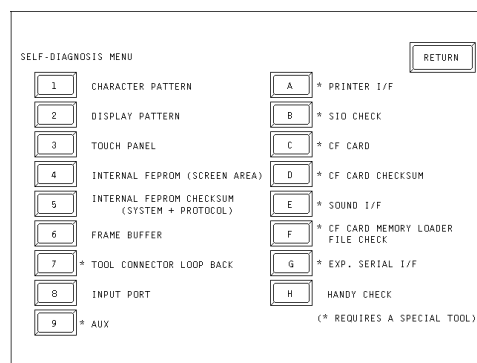 SELF-DIAGNOSIS MENU
RETURN
1 CHARACTER PATTERN
2 DISPLAY PATTERN
3 TOUCH PANEL
4 INTERNAL FEPROM (SCREEN AREA)
5 INTERNAL FEPROM CHECKSUM
(SYSTEM + PROTOCOL)
6 FRAME BUFFER
7 * TOOL CONNECTOR LOOP BACK
8 INPUT PORT
9 * AUX
A * PRINTER I/F
B * SIO CHECK
C * CF CARD
D * CF CARD CHECKSUM
E * SOUND I/F
F * CF CARD MEMORY LOADER
FILE CHECK
G * EXP. SERIAL I/F
H HANDY CHECK
(* REQUIRES A SPECIAL TOOL)